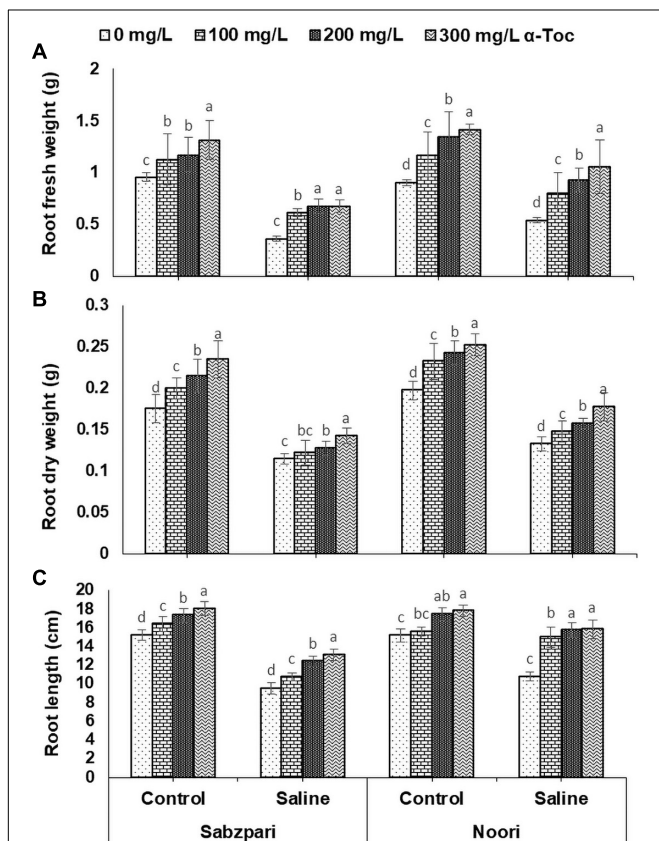 0 mg/L 100 mg/L 200 mg/L 300 mg/L α-Toc
A
Root fresh weight (g)
2
1.5
1
0.5
0
c b b a
c b a a
d c b a
d c b a
B
Root dry weight (g)
0.3
0.25
0.2
0.15
0.1
0.05
0
d c b a
c bc b a
d c b a
d c b a
C
Root length (cm)
20
18
16
14
12
10
8
6
4
2
0
d c b a
d c b a
c bc ab a
c b a a
Control Saline Control Saline
Sabzpari Noori